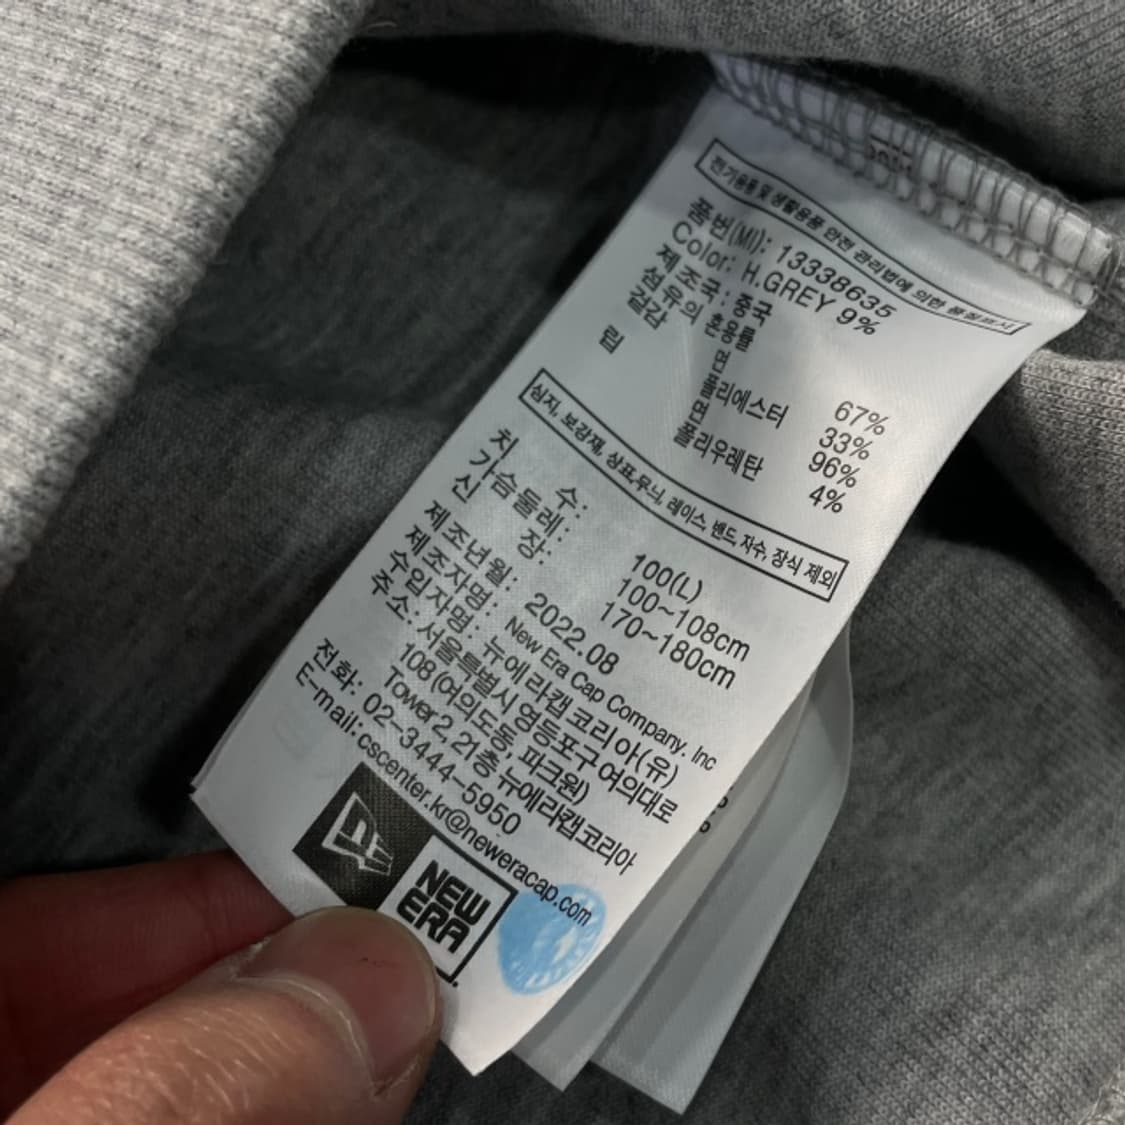 전기용품 및 생활용품 안전 관리법에 의한 품질표시
품번(MI): 13338635
Color: H.GREY 9%
제조국: 중국
섬유의 혼용률
겉감 면 67%
폴리에스터 33%
립 면 96%
폴리우레탄 4%
심지, 보강재, 상표,무늬, 레이스, 밴드, 자수, 장식 제외
치 수: 100(L)
가슴둘레: 100~108cm
신 장: 170~180cm
제조년월: 2022.08
제조자명: New Era Cap Company. Inc
수입자명: 뉴에라캡코리아(유)
주소: 서울특별시 영등포구 여의대로
108 (여의도동, 파크원)
Tower2, 21층 뉴에라캡코리아
전화: 02-3444-5950
E-mail: cscenter.kr@neweracap.com
NEW
ERA